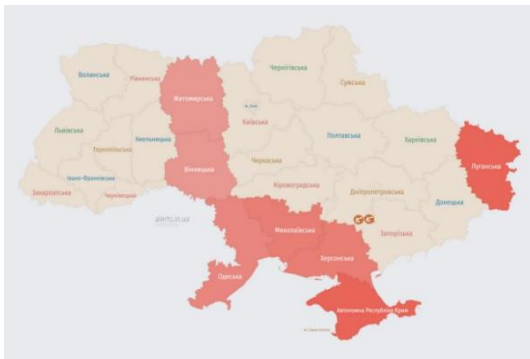 Волинська
Рівненська
Житомирська
Чернігівська
Сумська
Київська
Львівська
Тернопільська
Хмельницька
Вінницька
Черкаська
Полтавська
Харківська
Луганська
Івано-Франківська
Закарпатська
Чернівецька
Кіровоградська
Дніпропетровська
Донецька
alerts.in.ua
Миколаївська
Запорізька
Одеська
Херсонська
Автономна Республіка Крим